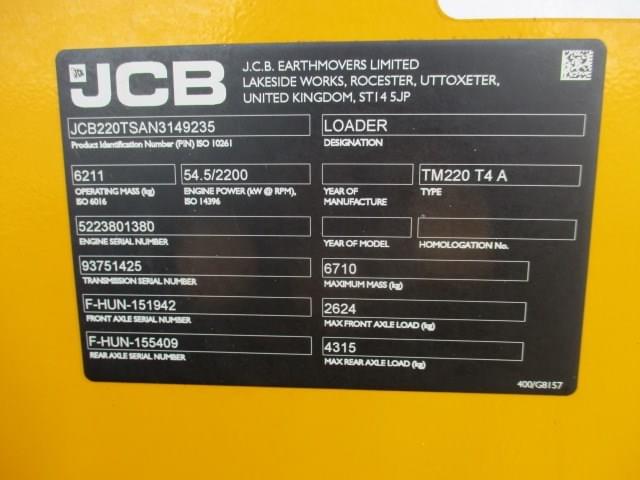 JCB
J.C.B. EARTHMOVERS LIMITED
LAKESIDE WORKS, ROCESTER, UTTOXETER,
UNITED KINGDOM, ST14 5JP
JCB220TSAN3149235
Product Identification Number (PIN) ISO 10261
LOADER
DESIGNATION
6211
OPERATING MASS (kg)
ISO 6016
54.5/2200
ENGINE POWER (kW @ RPM),
ISO 14396
YEAR OF
MANUFACTURE
TM220 T4 A
TYPE
5223801380
ENGINE SERIAL NUMBER
YEAR OF MODEL
HOMOLOGATION No.
93751425
TRANSMISSION SERIAL NUMBER
6710
MAXIMUM MASS (kg)
F-HUN-151942
FRONT AXLE SERIAL NUMBER
2624
MAX FRONT AXLE LOAD (kg)
F-HUN-155409
REAR AXLE SERIAL NUMBER
4315
MAX REAR AXLE LOAD (kg)
400/G8157